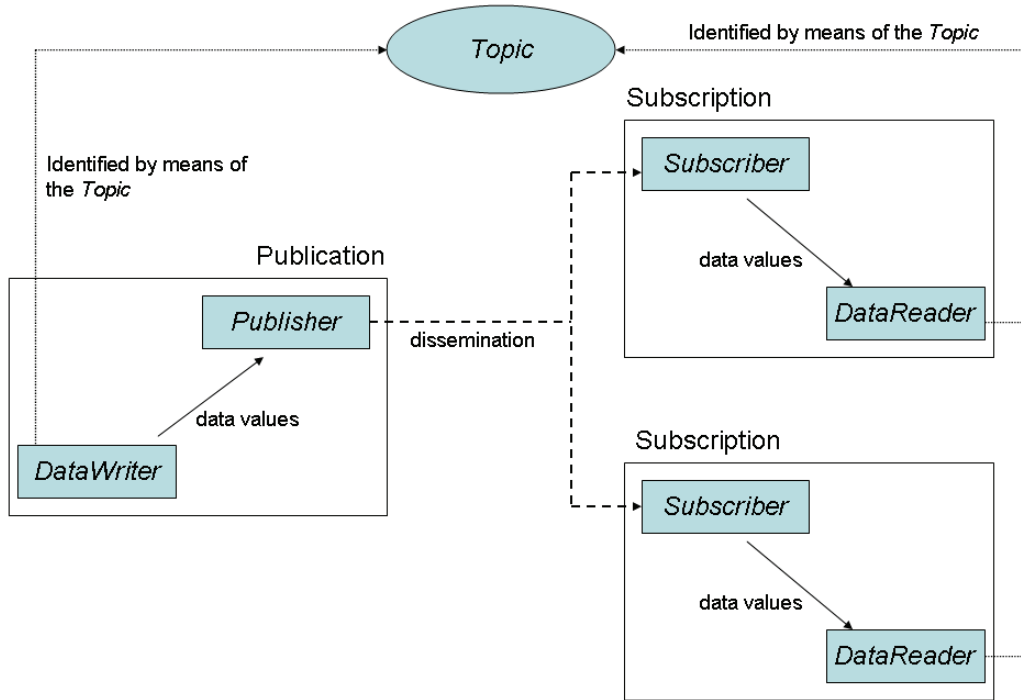 Topic
Identified by means of the Topic
Subscription
Subscriber
data values
DataReader
Identified by means of
the Topic
Publication
Publisher
dissemination
data values
DataWriter
Subscription
Subscriber
data values
DataReader